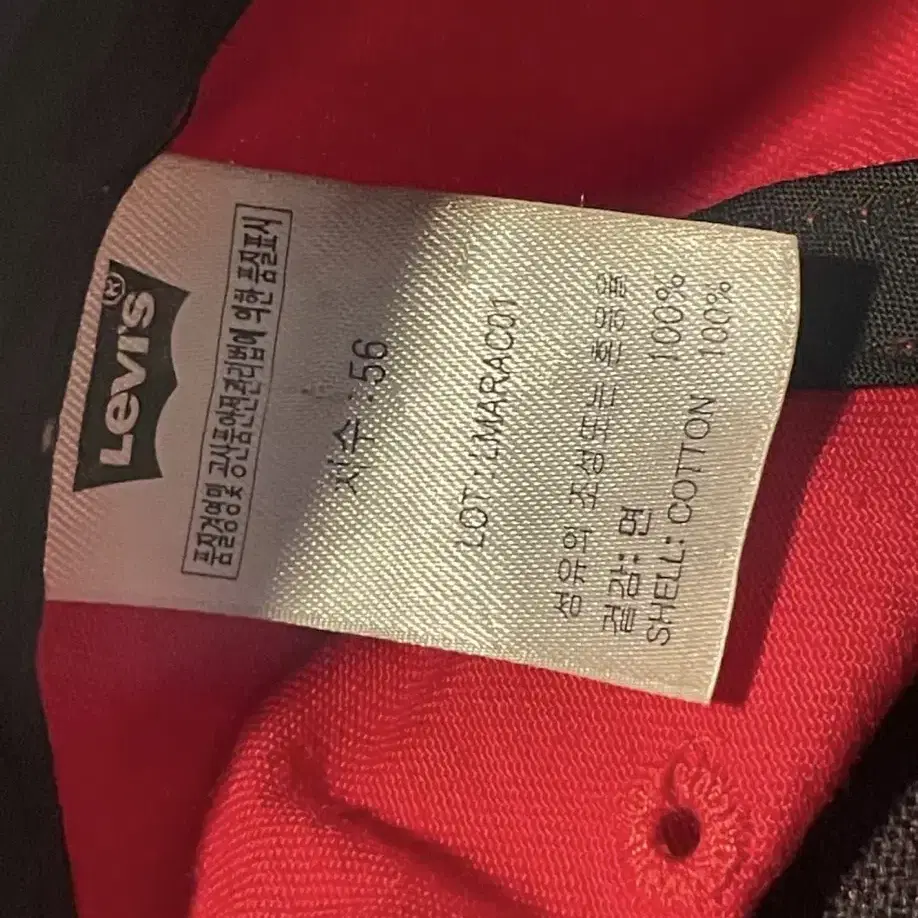 Levi's®
품질경영및 공산품안전관리법에 의한 품질표시
치수 : 56
LOT : LMARAC01
섬유의 조성또는 혼용율
겉감: 면 100%
SHELL: COTTON 100%